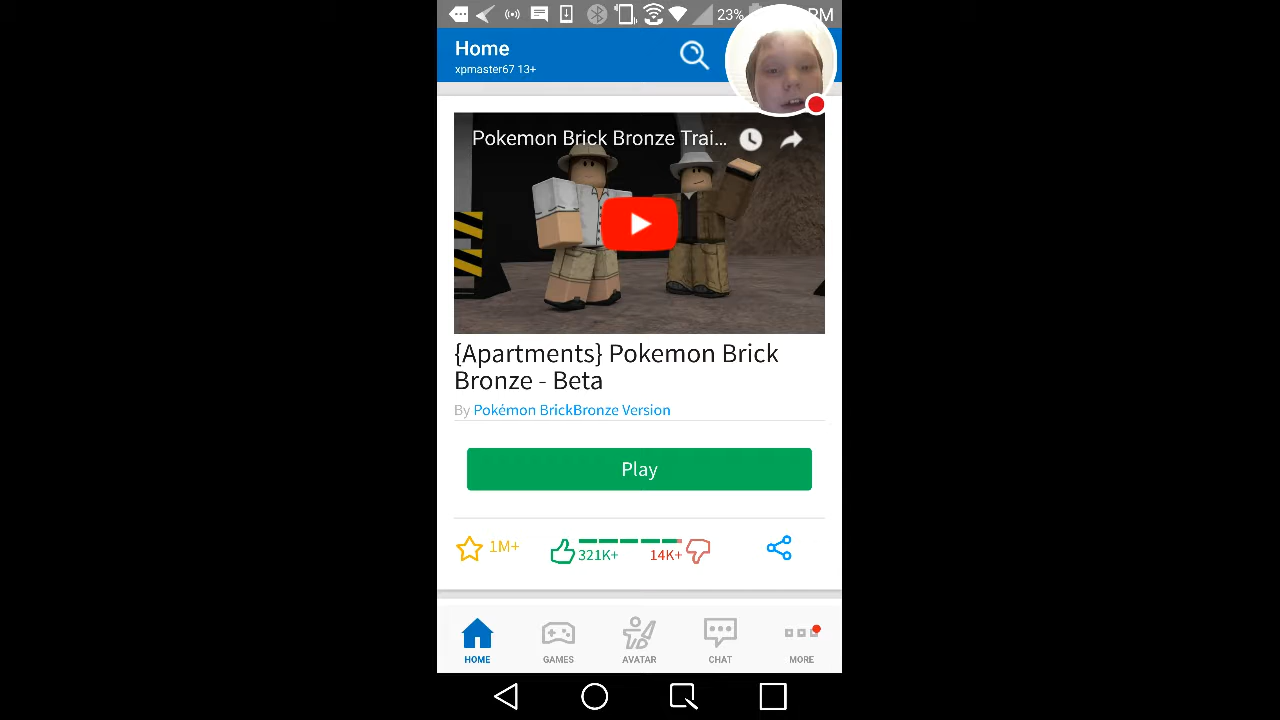 23% PM
Home
xpmaster67 13+
Pokemon Brick Bronze Trai...
{Apartments} Pokemon Brick
Bronze - Beta
By Pokémon BrickBronze Version
Play
1M+
321K+
14K+
HOME
GAMES
AVATAR
CHAT
MORE